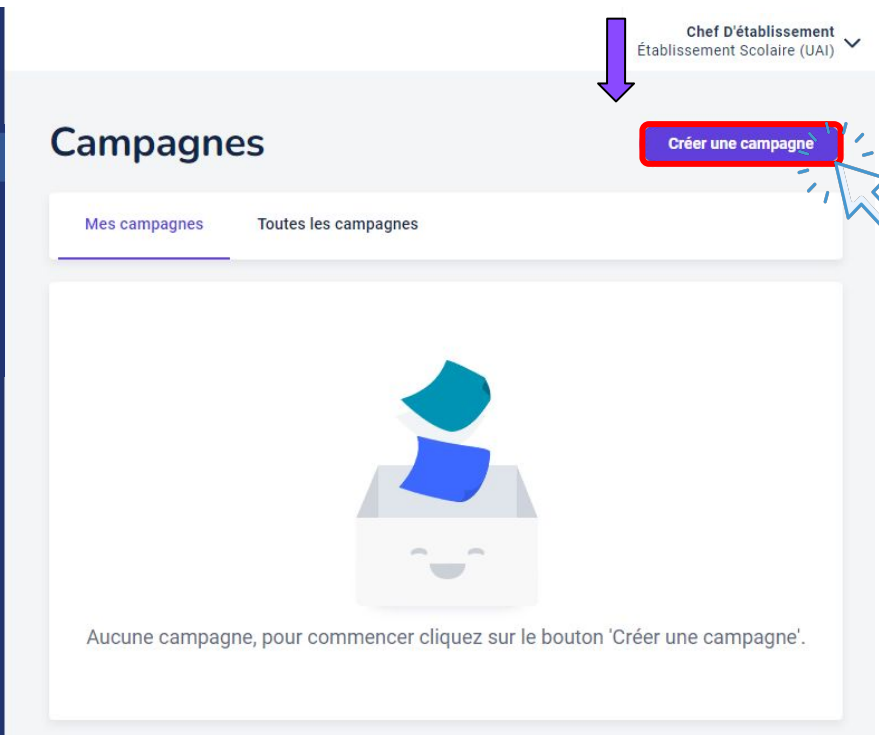 Chef D'établissement
Établissement Scolaire (UAI)
Campagnes
Créer une campagne
Mes campagnes
Toutes les campagnes
Aucune campagne, pour commencer cliquez sur le bouton 'Créer une campagne'.